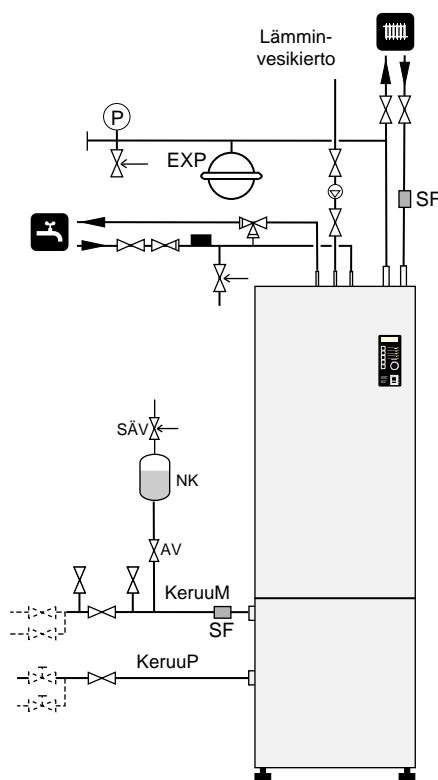 Lämmin-
vesikierto
P
EXP
SF
SÄV
NK
AV
KeruuM
SF
KeruuP